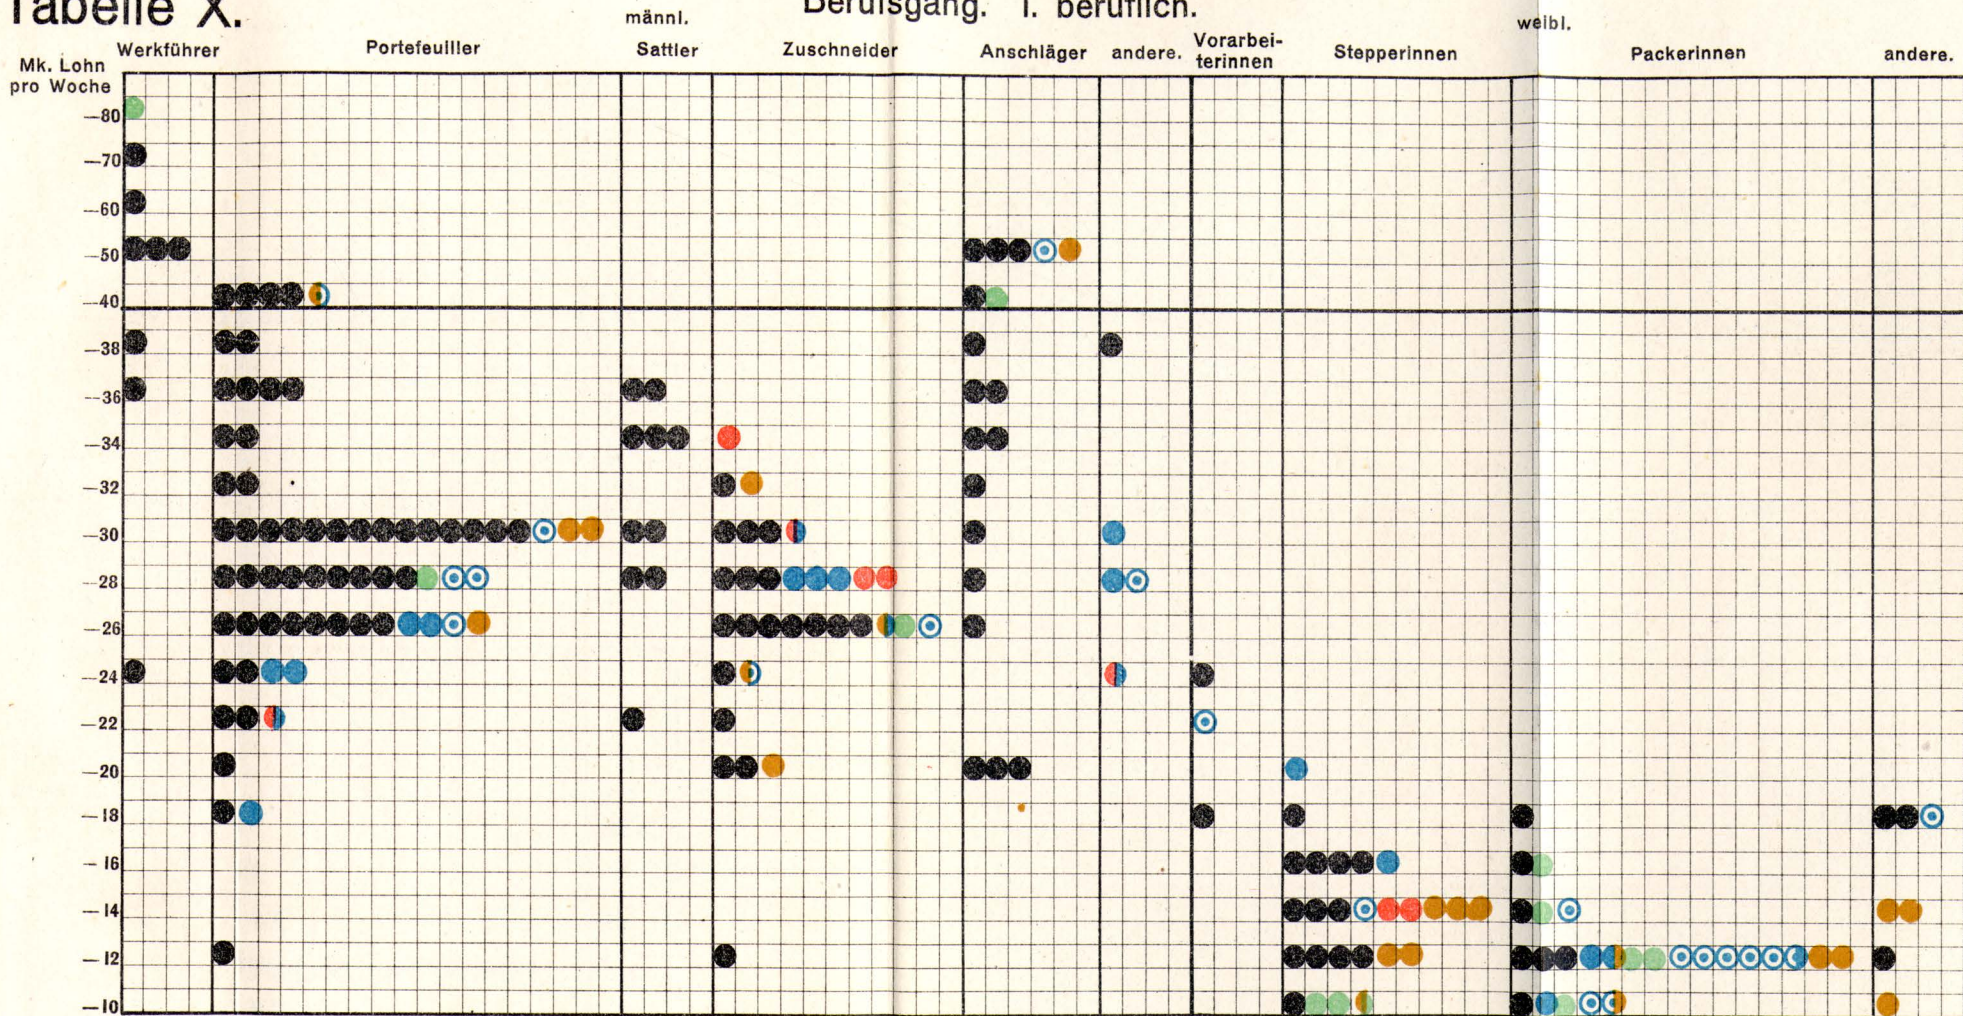 Tabelle X.
Berufsgang. I. beruflich.
männl.
weibl.
Mk. Lohn
pro Woche
Werkführer
Portefeuiller
Sattler
Zuschneider
Anschläger
andere.
Vorarbei-
terinnen
Stepperinnen
Packerinnen
andere.
—80
—70
—60
—50
—40
—38
—36
—34
—32
—30
—28
—26
—24
—22
—20
—18
—16
—14
—12
—10